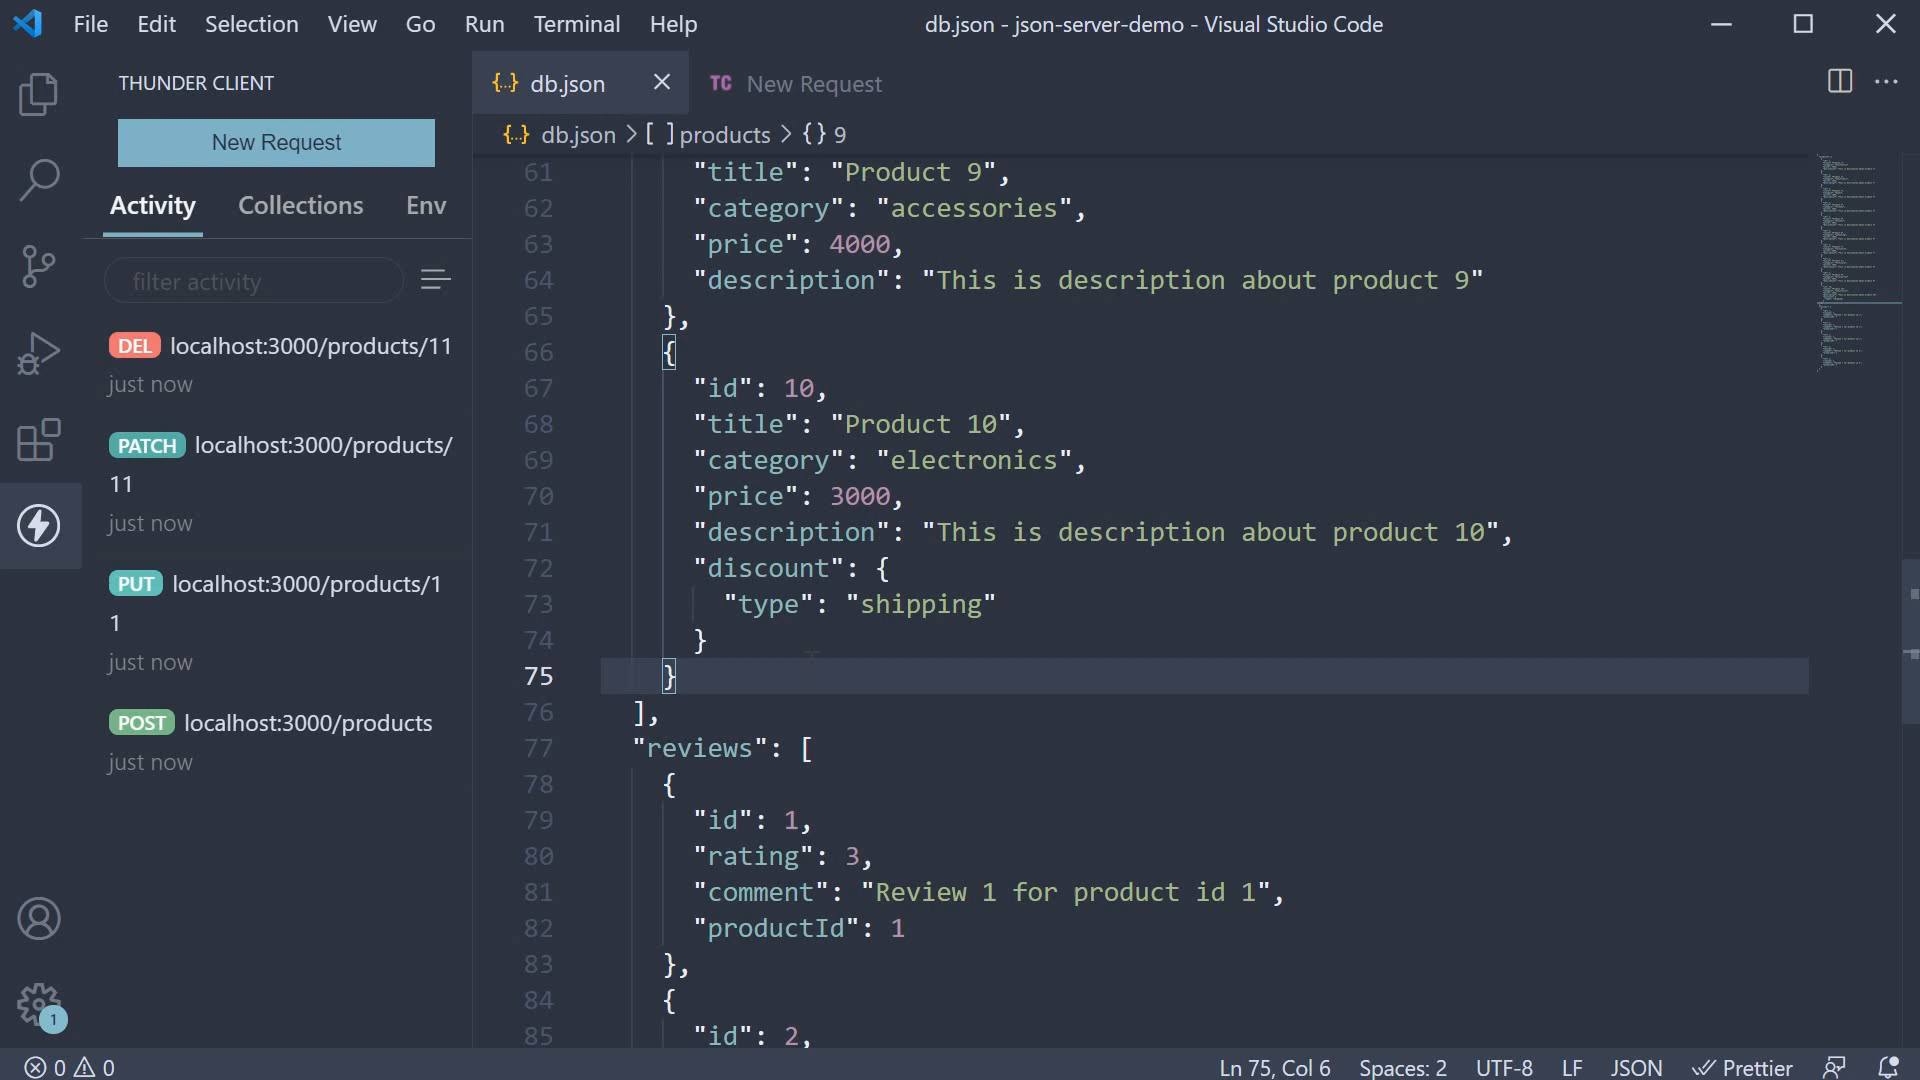 File Edit Selection View Go Run Terminal Help
db.json - json-server-demo - Visual Studio Code
THUNDER CLIENT
New Request
Activity Collections Env
filter activity
DEL localhost:3000/products/11
just now
PATCH localhost:3000/products/
11
just now
PUT localhost:3000/products/1
1
just now
POST localhost:3000/products
just now
1
{..} db.json
TC New Request
{..} db.json > [ ] products > {} 9
61 "title": "Product 9",
62 "category": "accessories",
63 "price": 4000,
64 "description": "This is description about product 9"
65 },
66 {
67 "id": 10,
68 "title": "Product 10",
69 "category": "electronics",
70 "price": 3000,
71 "description": "This is description about product 10",
72 "discount": {
73 "type": "shipping"
74 }
75 }
76 ],
77 "reviews": [
78 {
79 "id": 1,
80 "rating": 3,
81 "comment": "Review 1 for product id 1",
82 "productId": 1
83 },
84 {
85 "id": 2,
0 0
Ln 75, Col 6 Spaces: 2 UTF-8 LF JSON Prettier